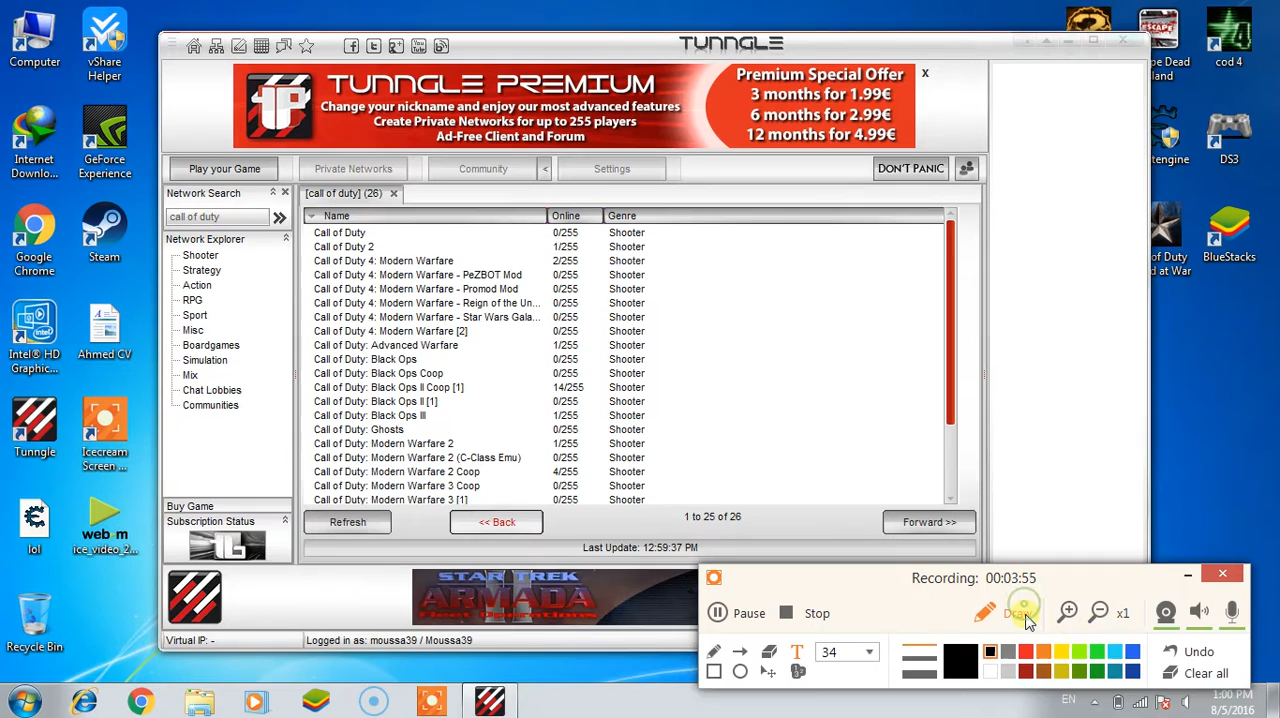 Computer
vShare
Helper
Internet
Downlo...
GeForce
Experience
Google
Chrome
Steam
Intel® HD
Graphic...
Ahmed CV
Tunngle
Icecream
Screen ...
lol
ice_video_2...
Recycle Bin
cod 4
DS3
BlueStacks
TUNNGLE
TUNNGLE PREMIUM
Change your nickname and enjoy our most advanced features
Create Private Networks for up to 255 players
Ad-Free Client and Forum
Premium Special Offer
3 months for 1.99€
6 months for 2.99€
12 months for 4.99€
X
Play your Game
Private Networks
Community
<
Settings
DON'T PANIC
Network Search
call of duty
Network Explorer
Shooter
Strategy
Action
RPG
Sport
Misc
Boardgames
Simulation
Mix
Chat Lobbies
Communities
Buy Game
Subscription Status
[call of duty] (26)
Name Online Genre
Call of Duty 0/255 Shooter
Call of Duty 2 1/255 Shooter
Call of Duty 4: Modern Warfare 2/255 Shooter
Call of Duty 4: Modern Warfare - PeZBOT Mod 0/255 Shooter
Call of Duty 4: Modern Warfare - Promod Mod 0/255 Shooter
Call of Duty 4: Modern Warfare - Reign of the Un... 0/255 Shooter
Call of Duty 4: Modern Warfare - Star Wars Gala... 0/255 Shooter
Call of Duty 4: Modern Warfare [2] 0/255 Shooter
Call of Duty: Advanced Warfare 1/255 Shooter
Call of Duty: Black Ops 0/255 Shooter
Call of Duty: Black Ops Coop 0/255 Shooter
Call of Duty: Black Ops II Coop [1] 14/255 Shooter
Call of Duty: Black Ops II [1] 0/255 Shooter
Call of Duty: Black Ops III 1/255 Shooter
Call of Duty: Ghosts 0/255 Shooter
Call of Duty: Modern Warfare 2 1/255 Shooter
Call of Duty: Modern Warfare 2 (C-Class Emu) 0/255 Shooter
Call of Duty: Modern Warfare 2 Coop 4/255 Shooter
Call of Duty: Modern Warfare 3 Coop 0/255 Shooter
Call of Duty: Modern Warfare 3 [1] 0/255 Shooter
Refresh
<< Back
1 to 25 of 26
Forward >>
Last Update: 12:59:37 PM
STAR TREK
ARMADA
Virtual IP: -
Logged in as: moussa39 / Moussa39
Recording: 00:03:55
Pause
Stop
Draw
x1
T
34
Undo
Clear all
EN
1:00 PM
8/5/2016